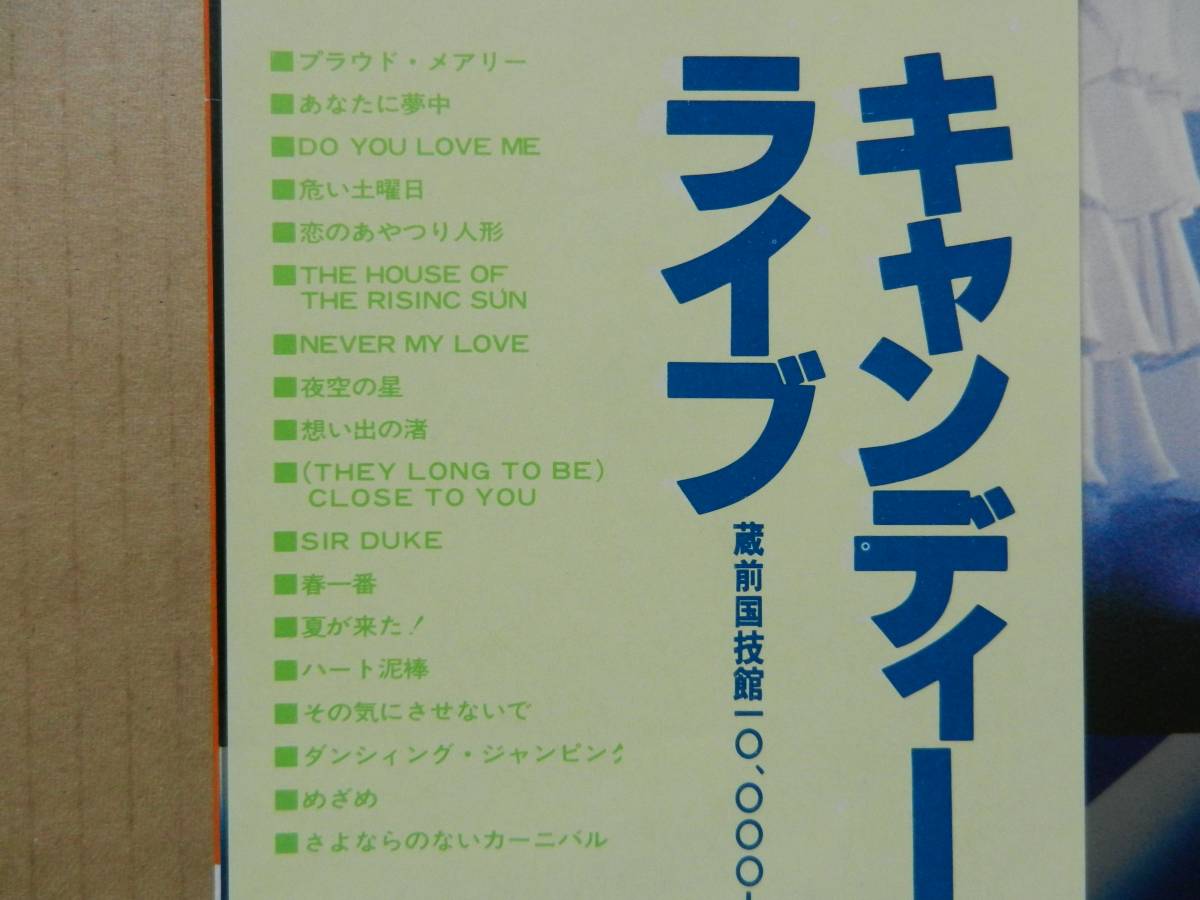 キャンディー
ライブ
蔵前国技館一〇、〇〇〇
■プラウド・メアリー
■あなたに夢中
■DO YOU LOVE ME
■危い土曜日
■恋のあやつり人形
■THE HOUSE OF
THE RISINC SUN
■NEVER MY LOVE
■夜空の星
■想い出の渚
■(THEY LONG TO BE)
CLOSE TO YOU
■SIR DUKE
■春一番
■夏が来た！
■ハート泥棒
■その気にさせないで
■ダンシィング・ジャンピング
■めざめ
■さよならのないカーニバル